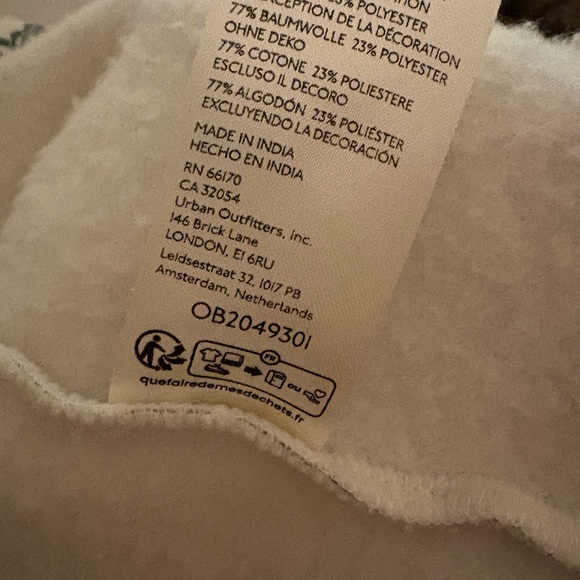 POLYESTER
EXCEPTION DE LA DÉCORATION
77% BAUMWOLLE 23% POLYESTER
OHNE DEKO
77% COTONE 23% POLIESTERE
ESCLUSO IL DECORO
77% ALGODÓN 23% POLIÉSTER
EXCLUYENDO LA DECORACIÓN
MADE IN INDIA
HECHO EN INDIA
RN 66170
CA 32054
Urban Outfitters, Inc.
146 Brick Lane
LONDON, E1 6RU
Leidsestraat 32, 1017 PB
Amsterdam, Netherlands
OB2049301
FR
ou
quefairedemesdechets.fr